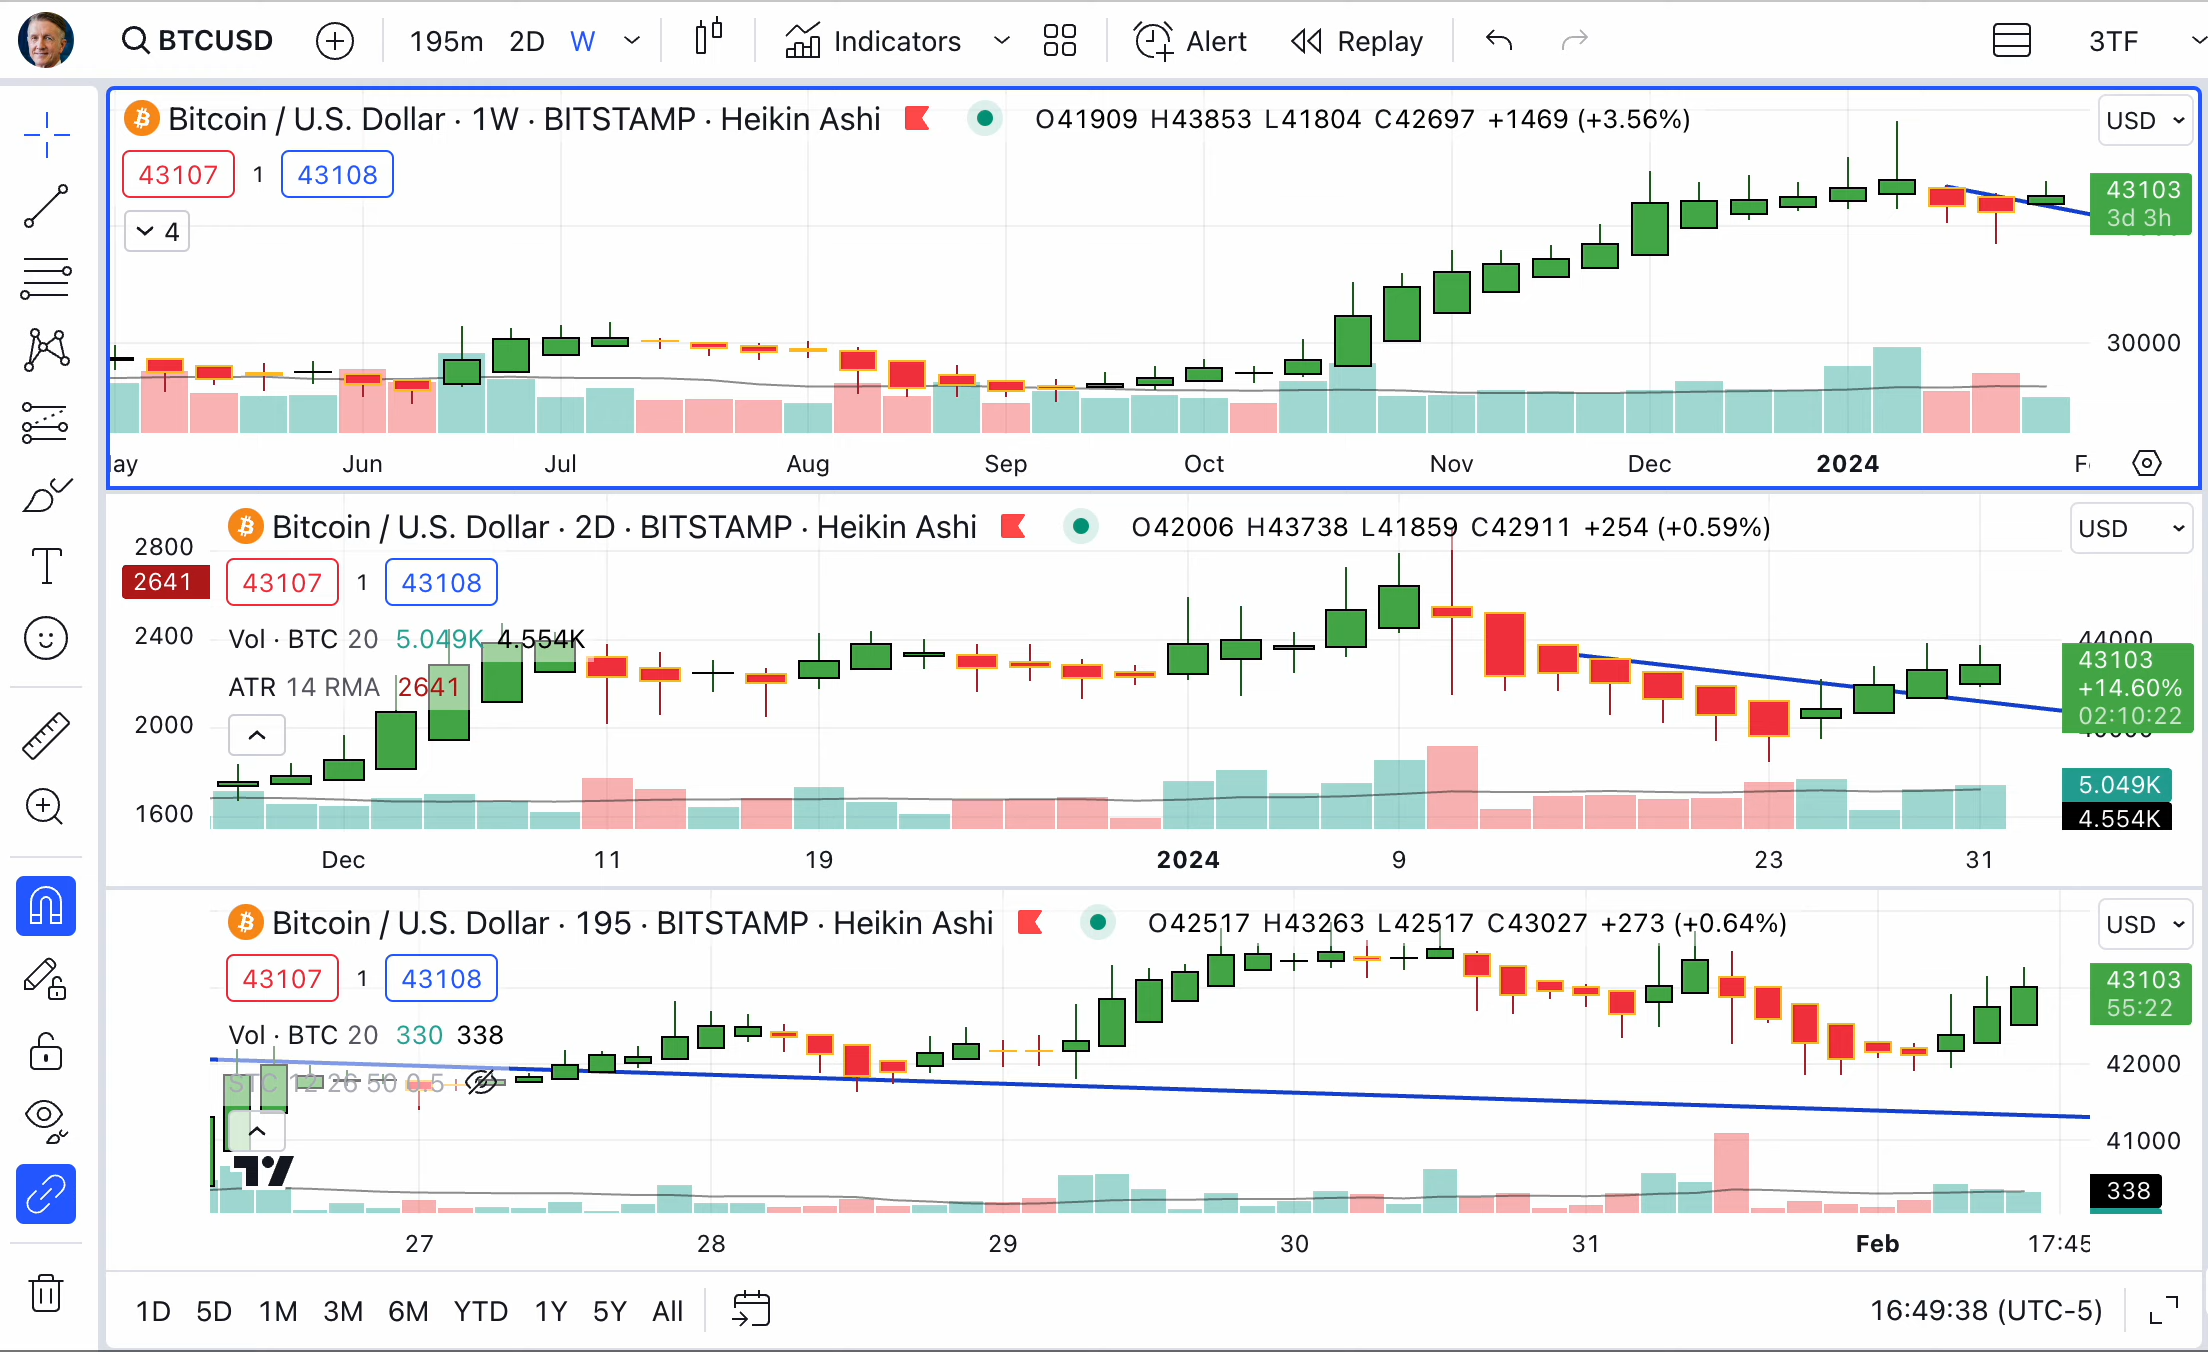 BTCUSD 195m 2D W Indicators Alert Replay 3TF
Bitcoin / U.S. Dollar · 1W · BITSTAMP · Heikin Ashi O41909 H43853 L41804 C42697 +1469 (+3.56%) USD
43107 1 43108
43103
3d 3h
4
30000
Jun Jul Aug Sep Oct Nov Dec 2024
Bitcoin / U.S. Dollar · 2D · BITSTAMP · Heikin Ashi O42006 H43738 L41859 C42911 +254 (+0.59%) USD
2800
2641 43107 1 43108
2400 Vol · BTC 20 5.049K 4.554K 44000
43103
ATR 14 RMA 2641 +14.60%
02:10:22
2000
5.049K
1600 4.554K
Dec 11 19 2024 9 23 31
Bitcoin / U.S. Dollar · 195 · BITSTAMP · Heikin Ashi O42517 H43263 L42517 C43027 +273 (+0.64%) USD
43107 1 43108 43103
55:22
Vol · BTC 20 330 338
42000
STC 12 26 50 0.5
41000
338
27 28 29 30 31 Feb 17:45
1D 5D 1M 3M 6M YTD 1Y 5Y All 16:49:38 (UTC-5)